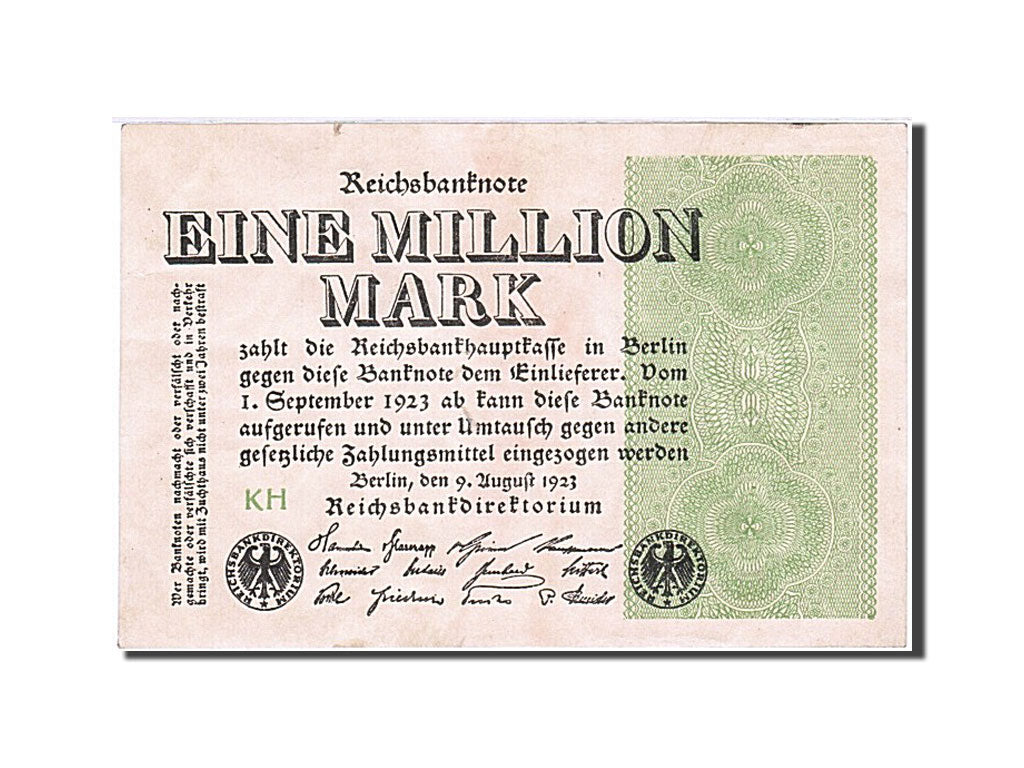 Reichsbanknote
EINE MILLION
MARK
zahlt die Reichsbankhauptkasse in Berlin
gegen diese Banknote dem Einlieferer. Vom
1. September 1923 ab kann diese Banknote
aufgerufen und unter Umtausch gegen andere
gesetzliche Zahlungsmittel eingezogen werden
Berlin, den 9. August 1923
Reichsbankdirektorium
KH
Wer Banknoten nachmacht oder verfälscht oder nach-
gemachte oder verfälschte sich verschafft und in Verkehr
bringt, wird mit Zuchthaus nicht unter zwei Jahren bestraft
REICHSBANKDIREKTORIUM
REICHSBANKDIREKTORIUM